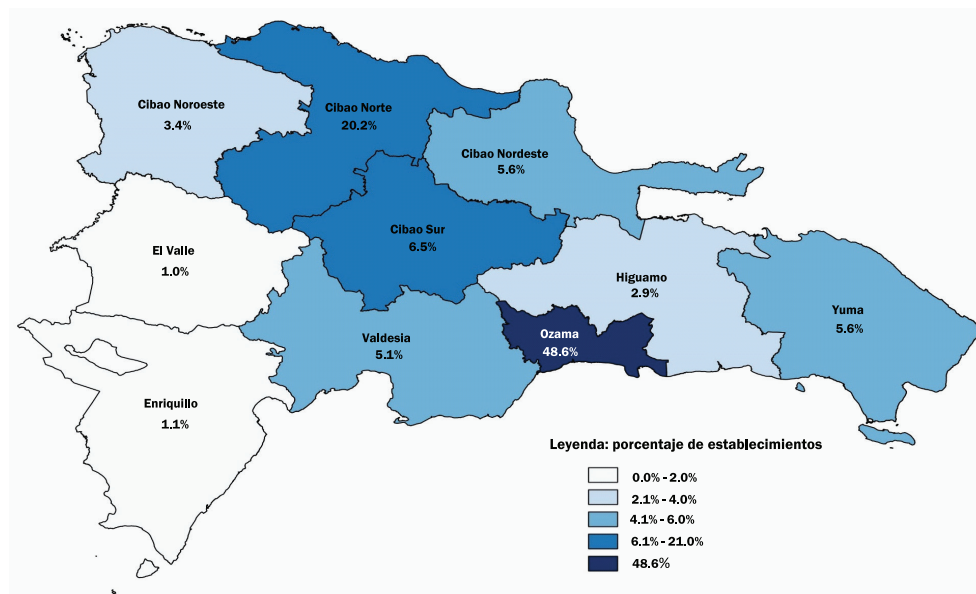 Cibao Noroeste
3.4%
Cibao Norte
20.2%
Cibao Nordeste
5.6%
Cibao Sur
6.5%
El Valle
1.0%
Higuamo
2.9%
Yuma
5.6%
Valdesia
5.1%
Ozama
48.6%
Enriquillo
1.1%
Leyenda: porcentaje de establecimientos
0.0% - 2.0%
2.1% - 4.0%
4.1% - 6.0%
6.1% - 21.0%
48.6%